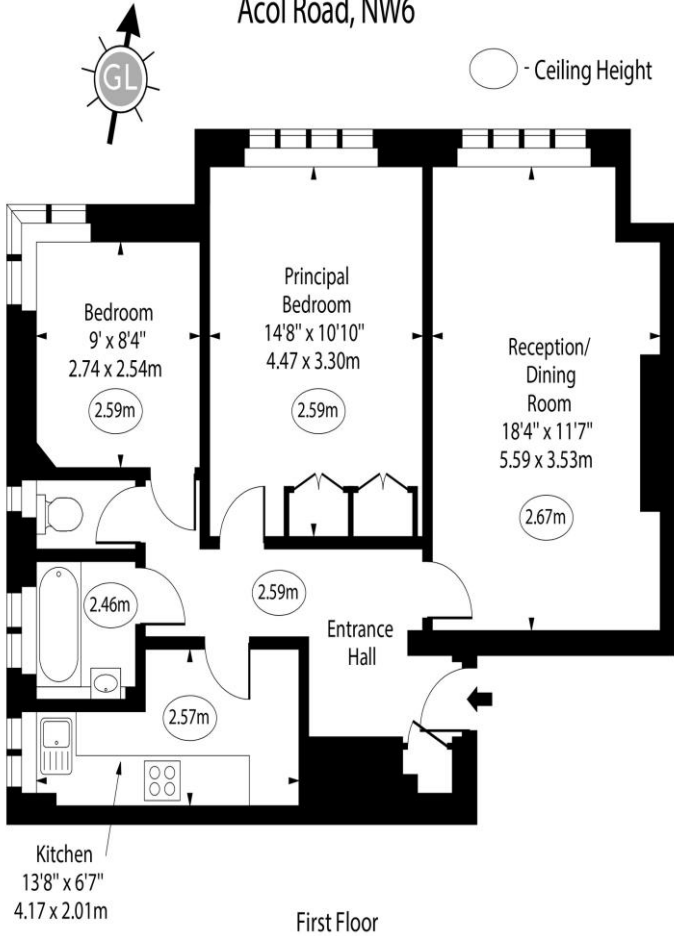 Acol Road, NW6
GL
- Ceiling Height
Bedroom
9' x 8'4"
2.74 x 2.54m
2.59m
Principal
Bedroom
14'8" x 10'10"
4.47 x 3.30m
2.59m
Reception/
Dining
Room
18'4" x 11'7"
5.59 x 3.53m
2.67m
2.46m
2.59m
Entrance
Hall
2.57m
Kitchen
13'8" x 6'7"
4.17 x 2.01m
First Floor